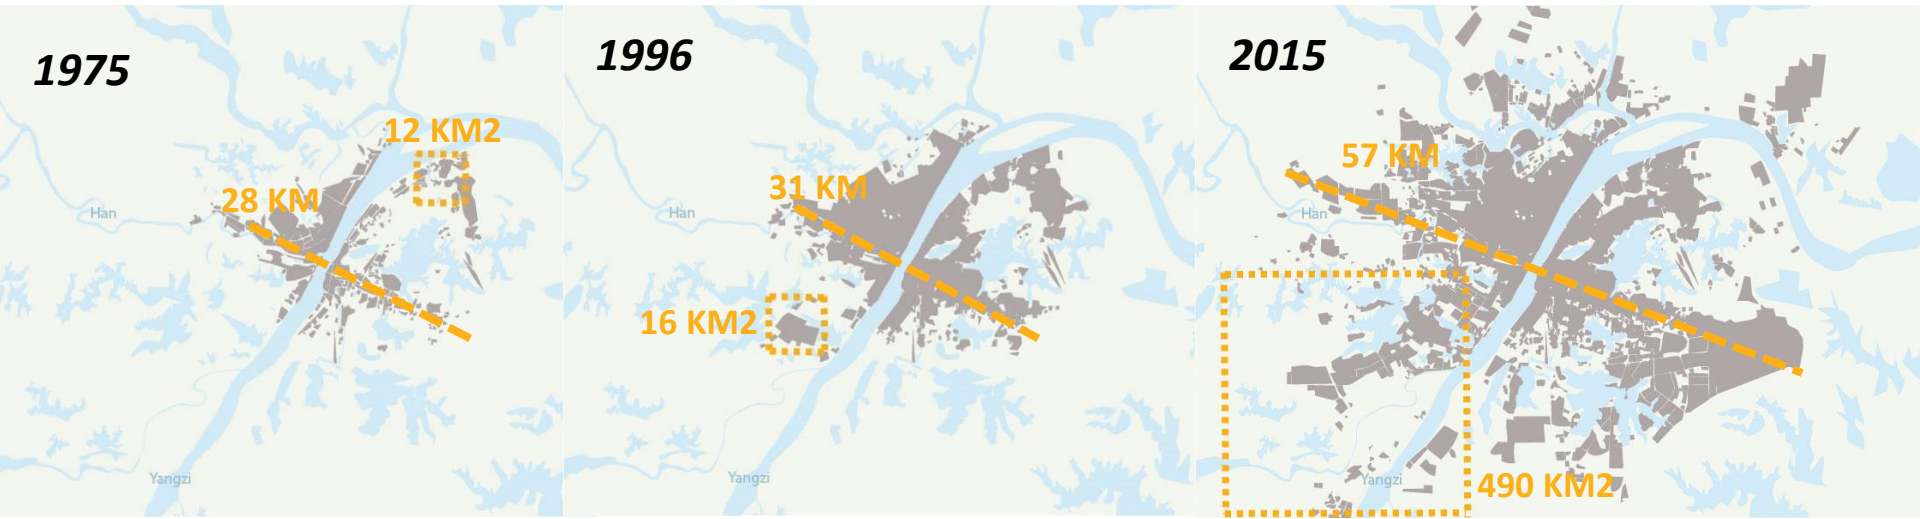 1975
12 KM2
28 KM
Han
Yangzi
1996
31 KM
Han
16 KM2
Yangzi
2015
57 KM
Han
490 KM2
Yangzi